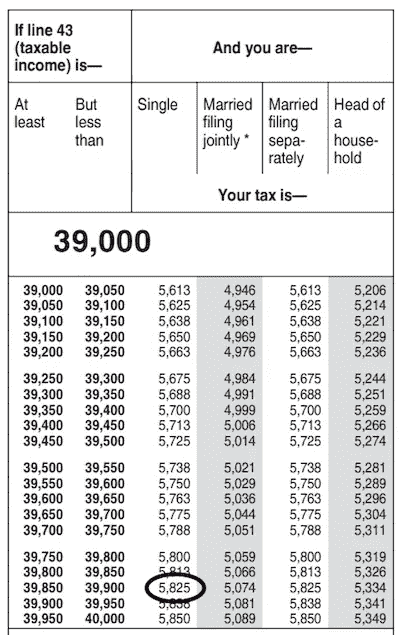 If line 43
(taxable
income) is—
And you are—
At least
But less than
Single
Married filing jointly *
Married filing sepa-rately
Head of a house-hold
Your tax is—
39,000
39,000 39,050 5,613 4,946 5,613 5,206
39,050 39,100 5,625 4,954 5,625 5,214
39,100 39,150 5,638 4,961 5,638 5,221
39,150 39,200 5,650 4,969 5,650 5,229
39,200 39,250 5,663 4,976 5,663 5,236
39,250 39,300 5,675 4,984 5,675 5,244
39,300 39,350 5,688 4,991 5,688 5,251
39,350 39,400 5,700 4,999 5,700 5,259
39,400 39,450 5,713 5,006 5,713 5,266
39,450 39,500 5,725 5,014 5,725 5,274
39,500 39,550 5,738 5,021 5,738 5,281
39,550 39,600 5,750 5,029 5,750 5,289
39,600 39,650 5,763 5,036 5,763 5,296
39,650 39,700 5,775 5,044 5,775 5,304
39,700 39,750 5,788 5,051 5,788 5,311
39,750 39,800 5,800 5,059 5,800 5,319
39,800 39,850 5,813 5,066 5,813 5,326
39,850 39,900 5,825 5,074 5,825 5,334
39,900 39,950 5,838 5,081 5,838 5,341
39,950 40,000 5,850 5,089 5,850 5,349